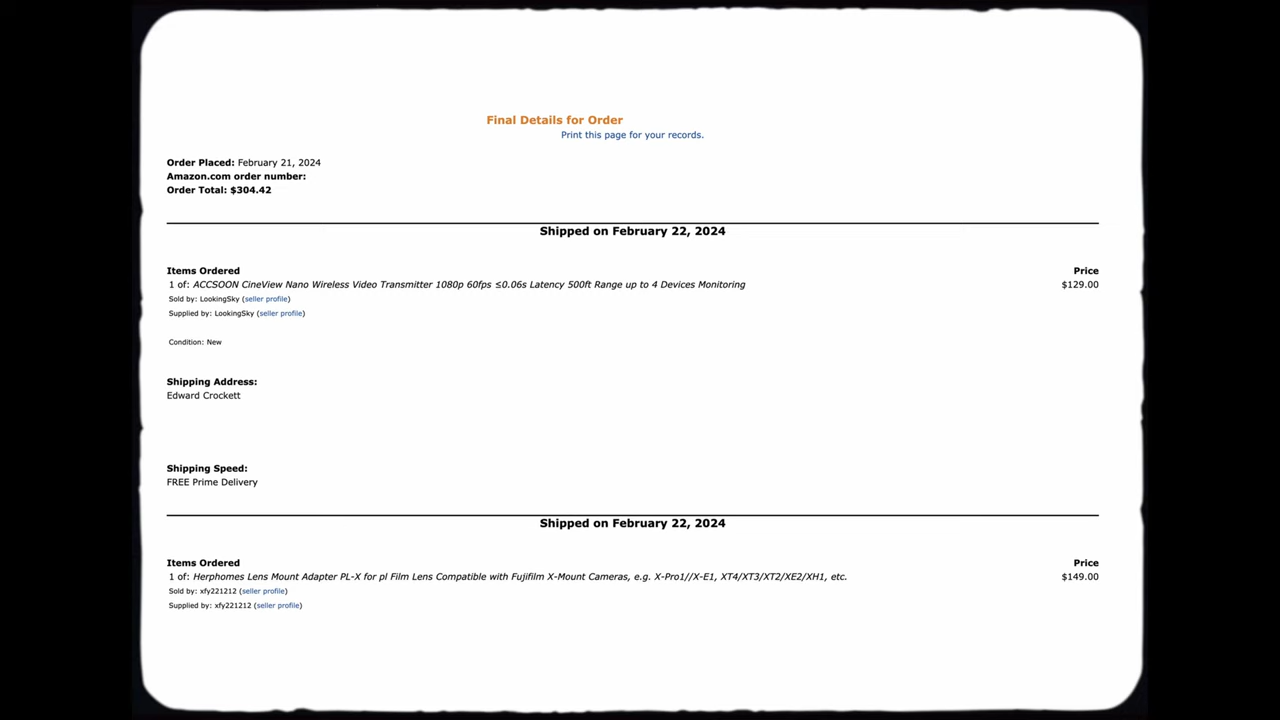 Final Details for Order
Print this page for your records.
Order Placed: February 21, 2024
Amazon.com order number:
Order Total: $304.42
Shipped on February 22, 2024
Items Ordered Price
1 of: ACCSOON CineView Nano Wireless Video Transmitter 1080p 60fps ≤0.06s Latency 500ft Range up to 4 Devices Monitoring $129.00
Sold by: LookingSky (seller profile)
Supplied by: LookingSky (seller profile)
Condition: New
Shipping Address:
Edward Crockett
Shipping Speed:
FREE Prime Delivery
Shipped on February 22, 2024
Items Ordered Price
1 of: Herphomes Lens Mount Adapter PL-X for pl Film Lens Compatible with Fujifilm X-Mount Cameras, e.g. X-Pro1//X-E1, XT4/XT3/XT2/XE2/XH1, etc. $149.00
Sold by: xfy221212 (seller profile)
Supplied by: xfy221212 (seller profile)